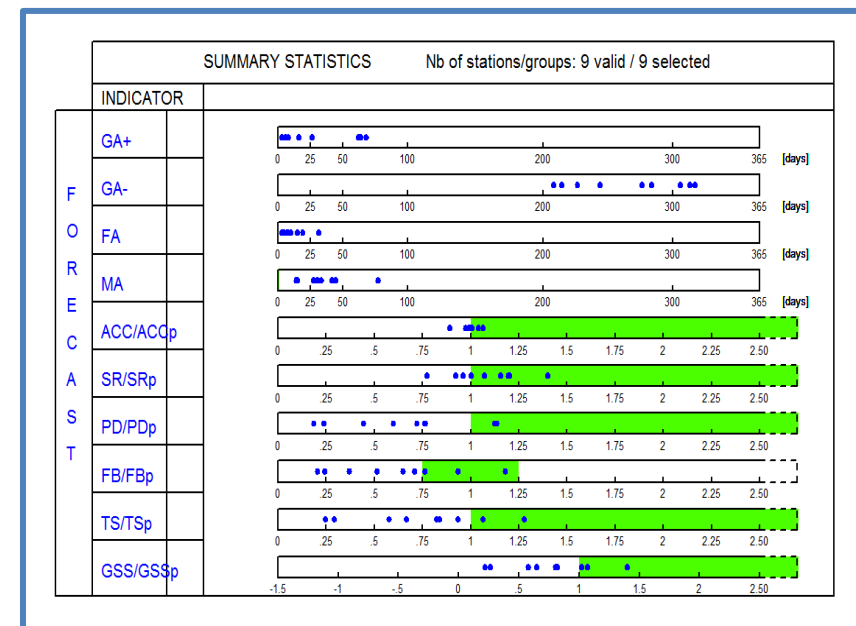 SUMMARY STATISTICS Nb of stations/groups: 9 valid / 9 selected
INDICATOR
FORECAST
GA+
0 25 50 100 200 300 365 [days]
GA-
0 25 50 100 200 300 365 [days]
FA
0 25 50 100 200 300 365 [days]
MA
0 25 50 100 200 300 365 [days]
ACC/ACCp
0 .25 .5 .75 1 1.25 1.5 1.75 2 2.25 2.50
SR/SRp
0 .25 .5 .75 1 1.25 1.5 1.75 2 2.25 2.50
PD/PDp
0 .25 .5 .75 1 1.25 1.5 1.75 2 2.25 2.50
FB/FBp
0 .25 .5 .75 1 1.25 1.5 1.75 2 2.25 2.50
TS/TSp
0 .25 .5 .75 1 1.25 1.5 1.75 2 2.25 2.50
GSS/GSSp
-1.5 -1 -.5 0 .5 1 1.5 2 2.50